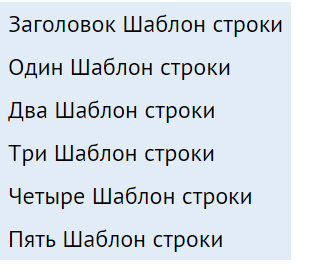 Заголовок Шаблон строки
Один Шаблон строки
Два Шаблон строки
Три Шаблон строки
Четыре Шаблон строки
Пять Шаблон строки